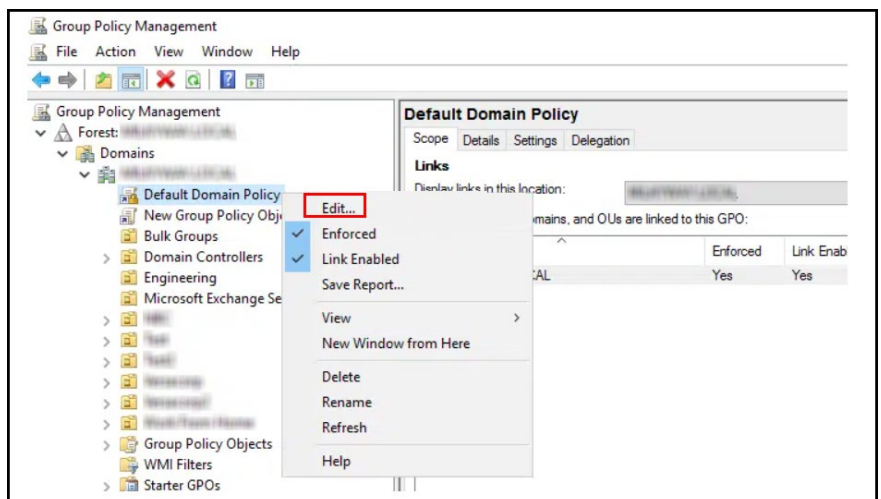 Group Policy Management
File Action View Window Help
Group Policy Management
Forest:
Domains
Default Domain Policy
New Group Policy Obj
Bulk Groups
Domain Controllers
Engineering
Microsoft Exchange Se
Group Policy Objects
WMI Filters
Starter GPOs
Edit...
Enforced
Link Enabled
Save Report...
View
New Window from Here
Delete
Rename
Refresh
Help
Default Domain Policy
Scope Details Settings Delegation
Links
Display links in this location:
omains, and OUs are linked to this GPO:
Enforced Link Enab
CAL Yes Yes